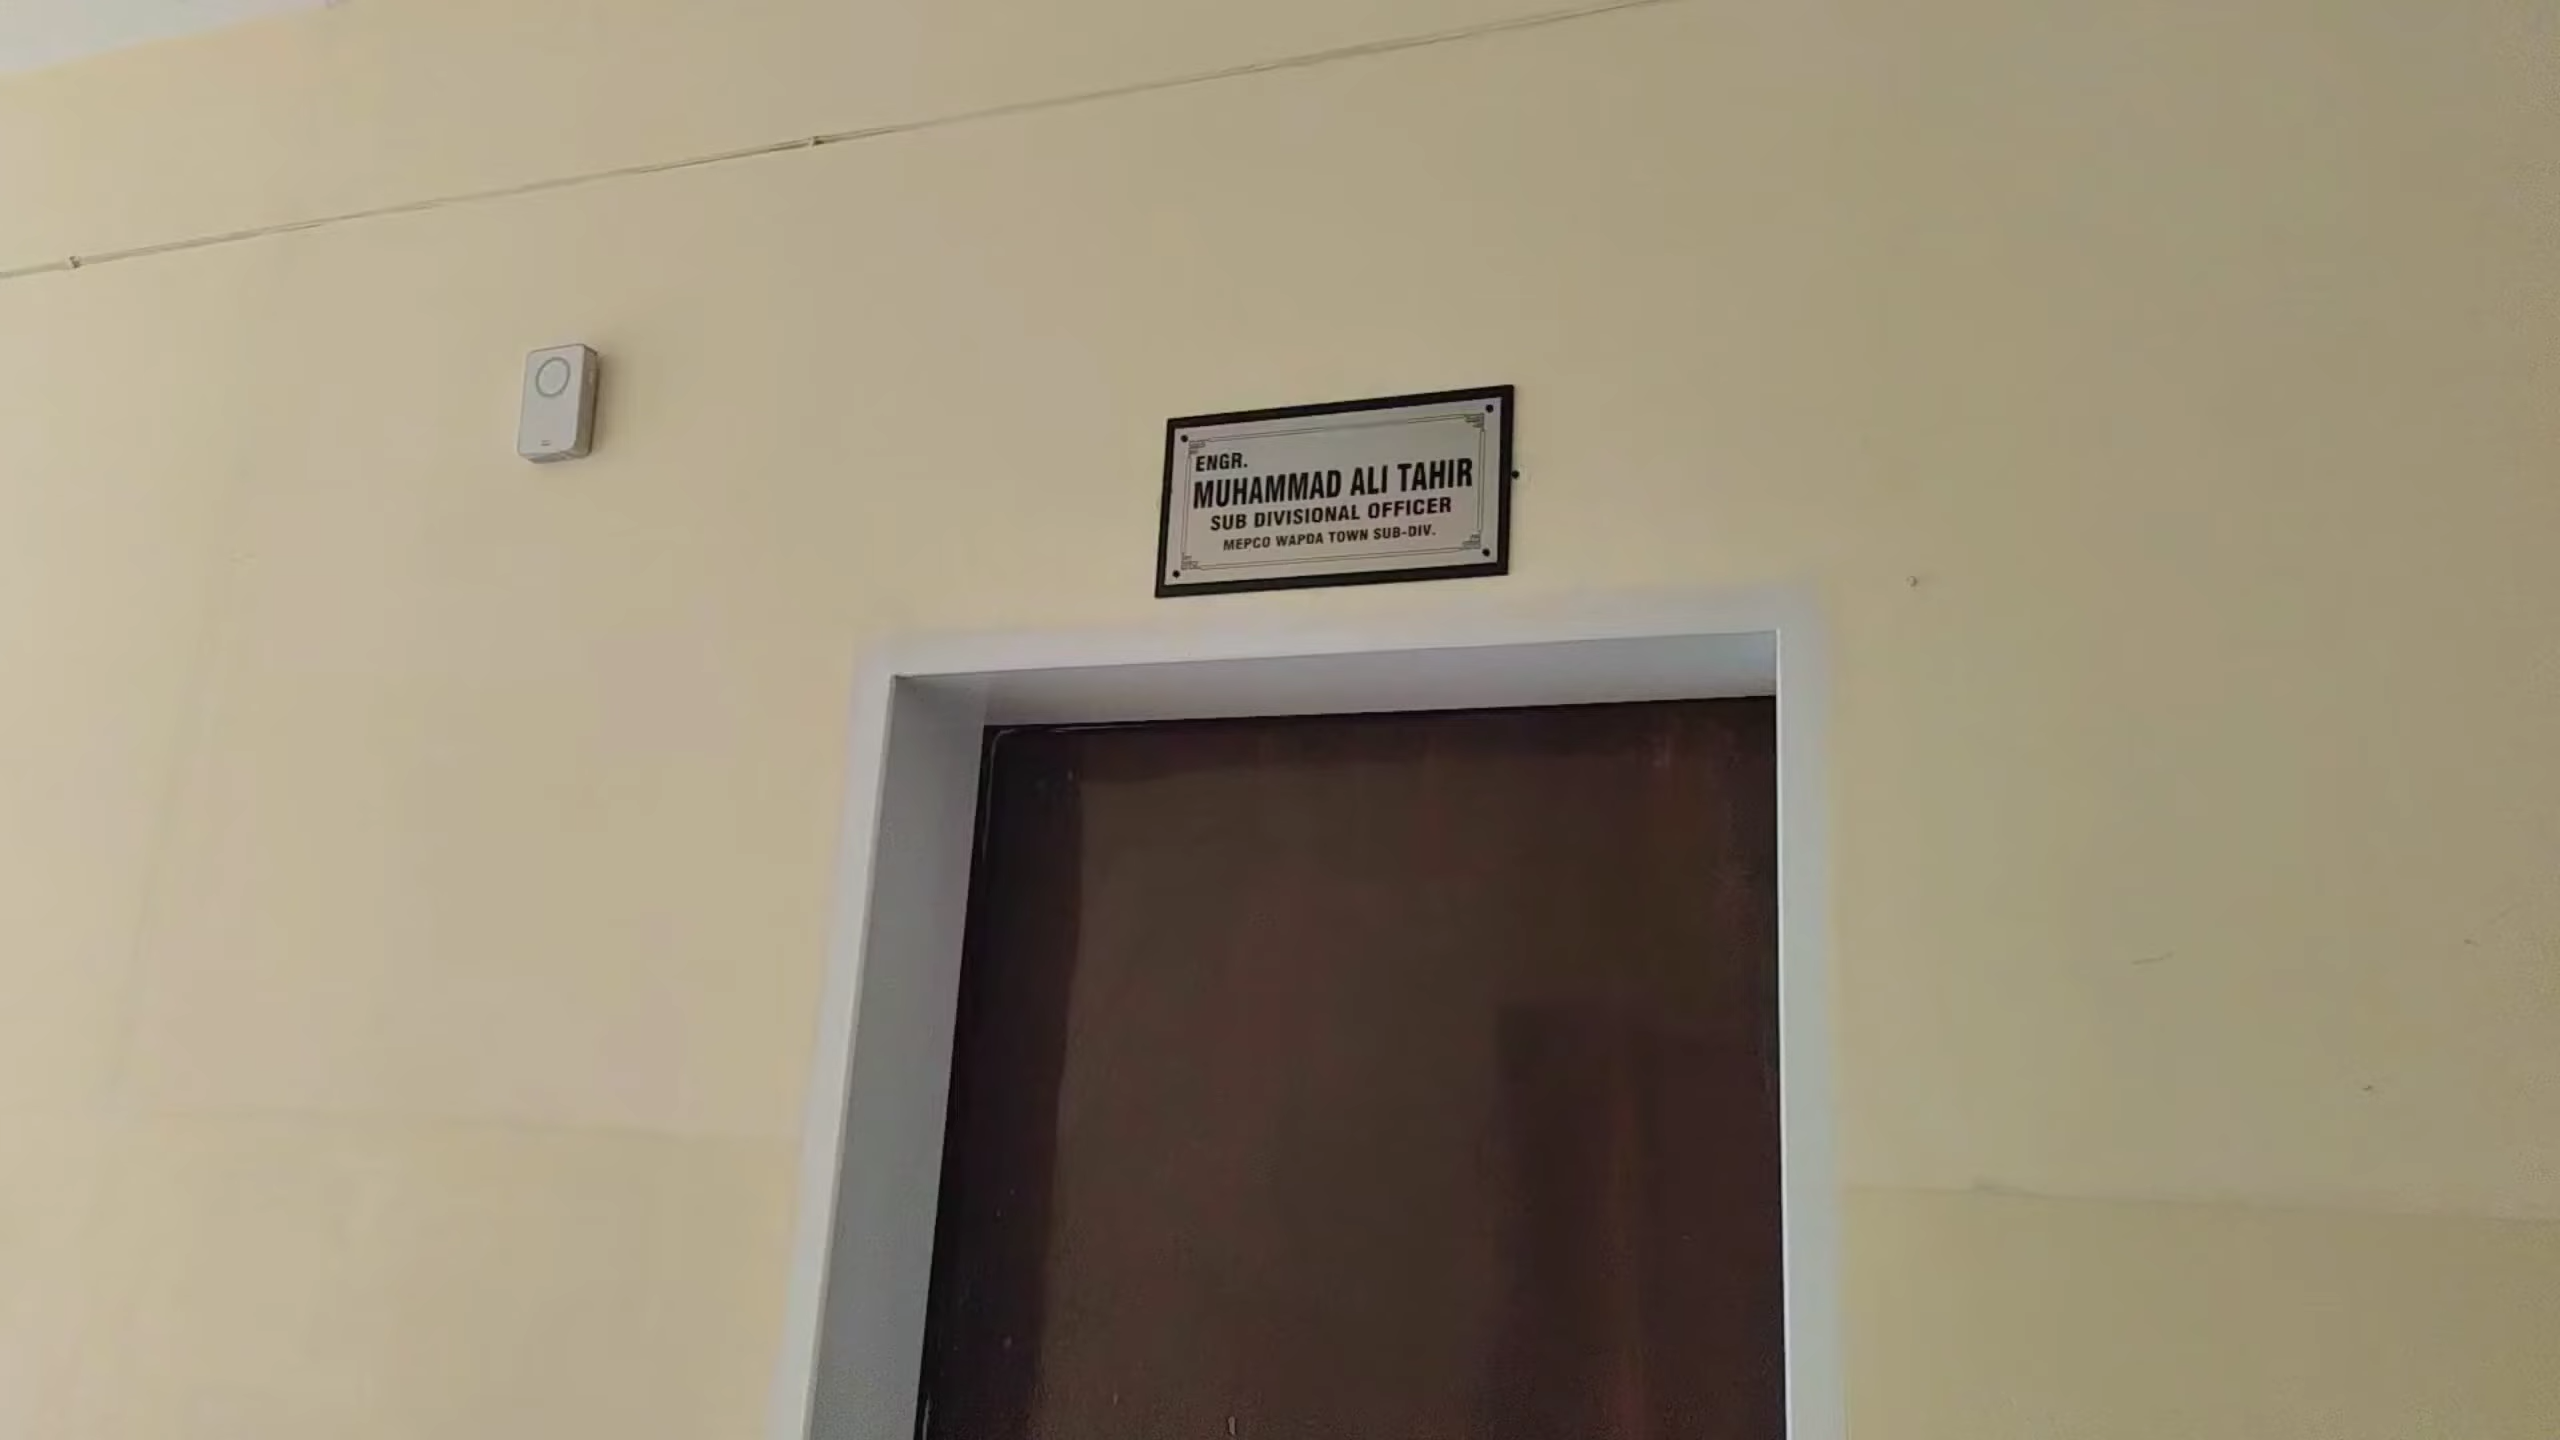 ENGR.
MUHAMMAD ALI TAHIR
SUB DIVISIONAL OFFICER
MEPCO WAPDA TOWN SUB-DIV.